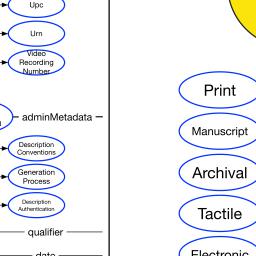 Upc
Urn
Video
Recording
Number
adminMetadata
Description
Conventions
Generation
Process
Description
Authentication
qualifier
date
Print
Manuscript
Archival
Tactile
Electronic